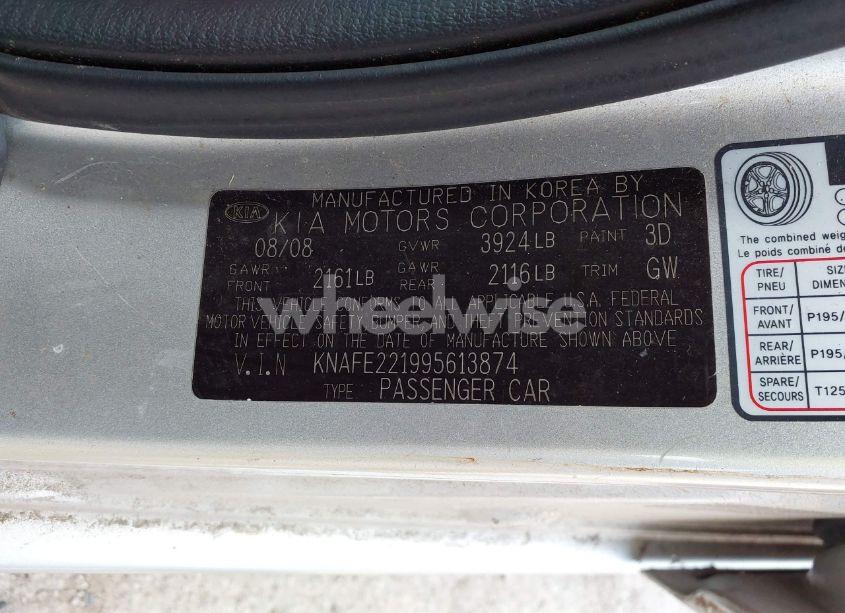 MANUFACTURED IN KOREA BY
KIA KIA MOTORS CORPORATION
08/08 GVWR 3924LB PAINT 3D
GAWR FRONT 2161LB GAWR REAR 2116LB TRIM GW
THIS VEHICLE CONFORMS TO ALL APPLICABLE U.S.A. FEDERAL
MOTOR VEHICLE SAFETY, BUMPER, AND THEFT PREVENTION STANDARDS
IN EFFECT ON THE DATE OF MANUFACTURE SHOWN ABOVE
V.I.N KNAFE221995613874
TYPE PASSENGER CAR
wheelwise
The combined weig
Le poids combiné de
TIRE/ PNEU
SIZ
DIMEN
FRONT/ AVANT P195/
REAR/ ARRIÈRE P195/
SPARE/ SECOURS T125